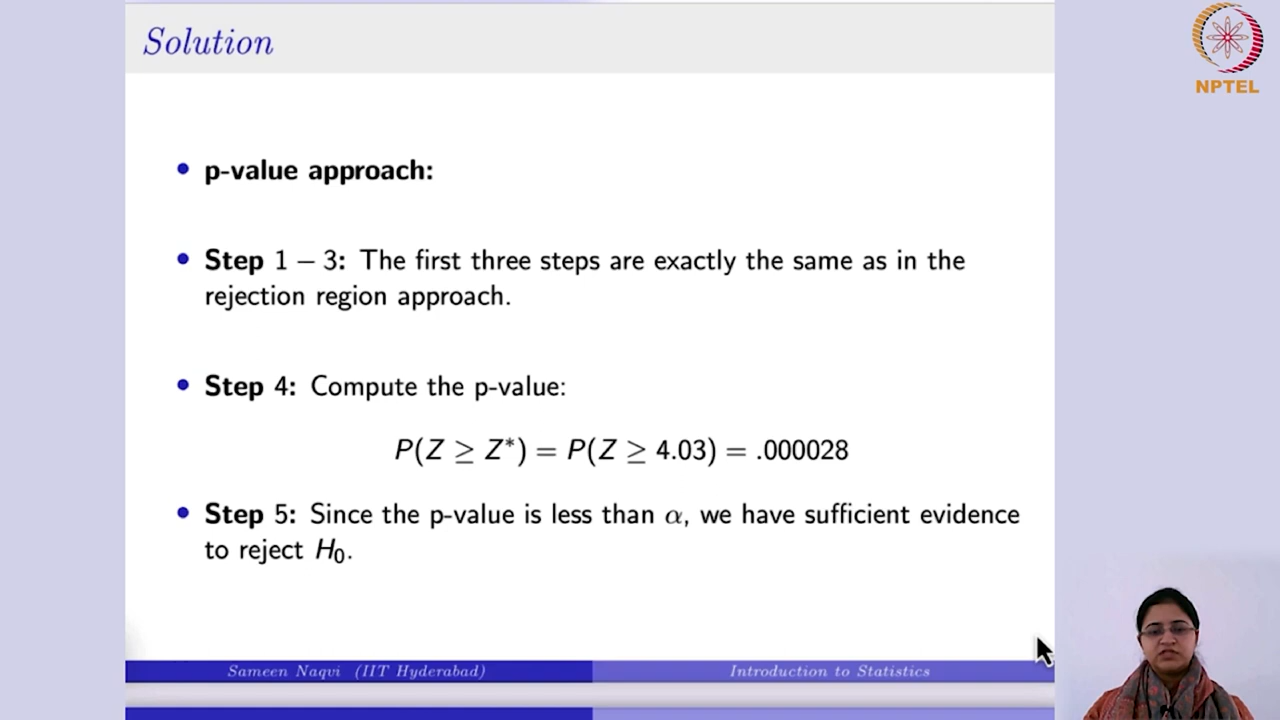 Solution
NPTEL
• p-value approach:
• Step 1 − 3: The first three steps are exactly the same as in the
rejection region approach.
• Step 4: Compute the p-value:
P(Z ≥ Z*) = P(Z ≥ 4.03) = .000028
• Step 5: Since the p-value is less than α, we have sufficient evidence
to reject H₀.
Sameen Naqvi (IIT Hyderabad) Introduction to Statistics